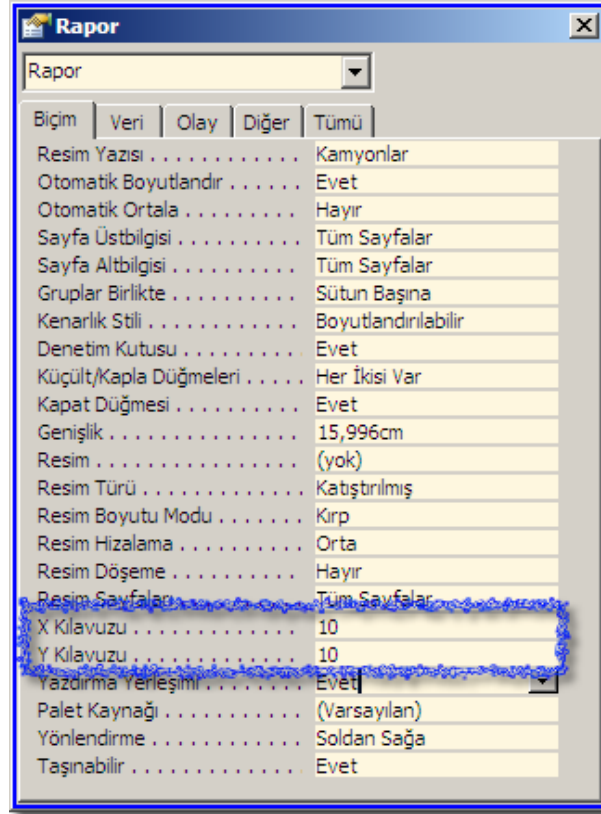 Rapor
Rapor
Biçim Veri Olay Diğer Tümü
Resim Yazısı . . . . . . . . . . . . Kamyonlar
Otomatik Boyutlandır . . . . . . Evet
Otomatik Ortala . . . . . . . . . Hayır
Sayfa Üstbilgisi . . . . . . . . . . Tüm Sayfalar
Sayfa Altbilgisi . . . . . . . . . . Tüm Sayfalar
Gruplar Birlikte . . . . . . . . . . Sütun Başına
Kenarlık Stili . . . . . . . . . . . . Boyutlandırılabilir
Denetim Kutusu . . . . . . . . . Evet
Küçült/Kapla Düğmeleri . . . . . Her İkisi Var
Kapat Düğmesi . . . . . . . . . . Evet
Genişlik . . . . . . . . . . . . . . . 15,996cm
Resim . . . . . . . . . . . . . . . . (yok)
Resim Türü . . . . . . . . . . . . . Katıştırılmış
Resim Boyutu Modu . . . . . . . Kırp
Resim Hizalama . . . . . . . . . . Orta
Resim Döşeme . . . . . . . . . . Hayır
Resim Sayfaları Tüm Sayfalar
X Kılavuzu . . . . . . . . . . . . . 10
Y Kılavuzu . . . . . . . . . . . . . 10
Yazdırma Yerleşimi . . . . . . . Evet
Palet Kaynağı . . . . . . . . . . . (Varsayılan)
Yönlendirme . . . . . . . . . . . . Soldan Sağa
Taşınabilir . . . . . . . . . . . . . Evet